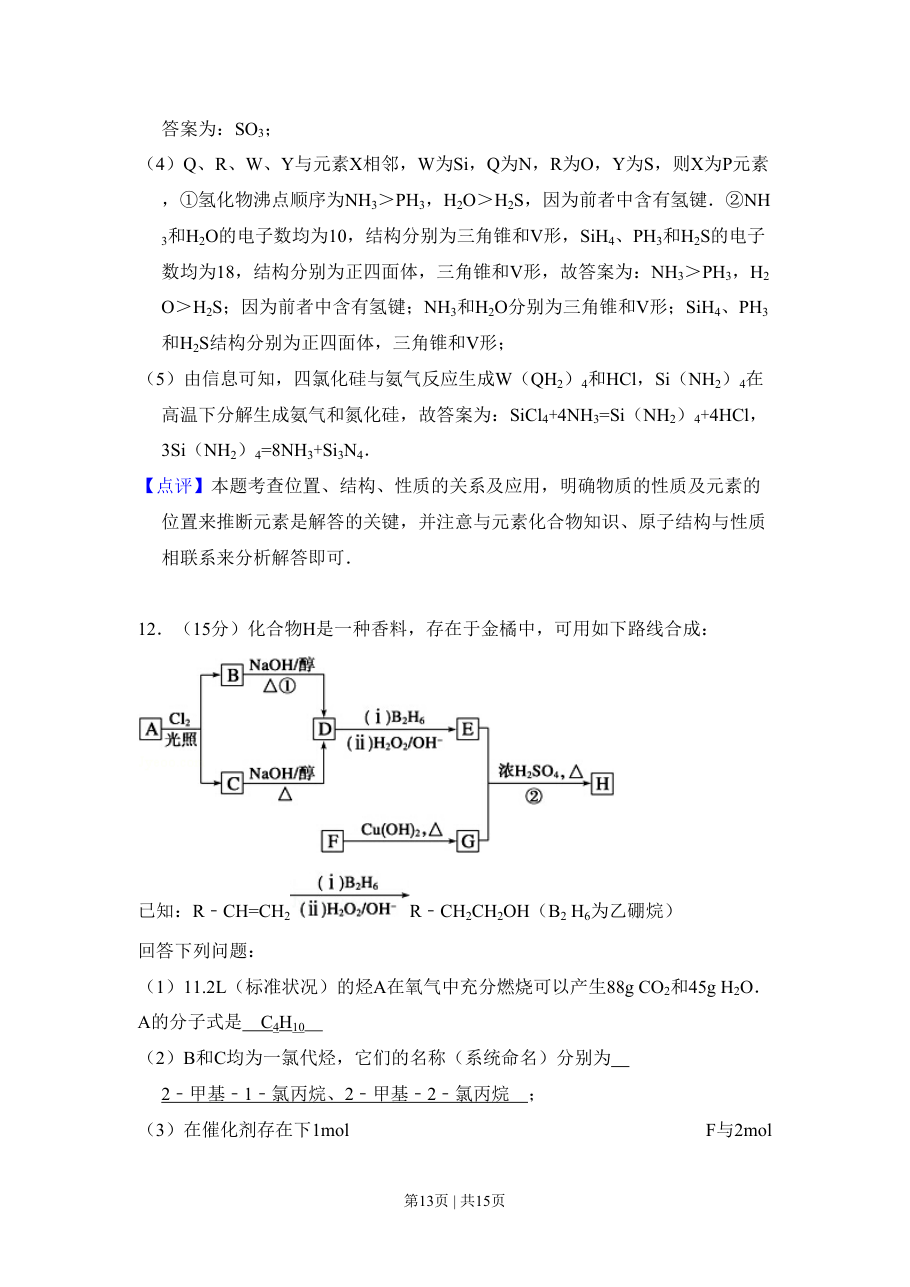 答案为：SO₃；
（4）Q、R、W、Y与元素X相邻，W为Si，Q为N，R为O，Y为S，则X为P元素
，①氢化物沸点顺序为NH₃＞PH₃，H₂O＞H₂S，因为前者中含有氢键．②NH
₃和H₂O的电子数均为10，结构分别为三角锥和V形，SiH₄、PH₃和H₂S的电子
数均为18，结构分别为正四面体，三角锥和V形，故答案为：NH₃＞PH₃，H₂
O＞H₂S；因为前者中含有氢键；NH₃和H₂O分别为三角锥和V形；SiH₄、PH₃
和H₂S结构分别为正四面体，三角锥和V形；
（5）由信息可知，四氯化硅与氨气反应生成W（QH₂）₄和HCl，Si（NH₂）₄在
高温下分解生成氨气和氮化硅，故答案为：SiCl₄+4NH₃=Si（NH₂）₄+4HCl，
3Si（NH₂）₄=8NH₃+Si₃N₄．
【点评】本题考查位置、结构、性质的关系及应用，明确物质的性质及元素的
位置来推断元素是解答的关键，并注意与元素化合物知识、原子结构与性质
相联系来分析解答即可．
12．（15分）化合物H是一种香料，存在于金橘中，可用如下路线合成：
B NaOH/醇
△①
A Cl₂
光照
D (ⅰ)B₂H₆
(ⅱ)H₂O₂/OH⁻
E
C NaOH/醇
△
浓H₂SO₄,△
②
H
F Cu(OH)₂,△ G
(ⅰ)B₂H₆
已知：R﹣CH=CH₂ (ⅱ)H₂O₂/OH⁻ R﹣CH₂CH₂OH（B₂ H₆为乙硼烷）
回答下列问题：
（1）11.2L（标准状况）的烃A在氧气中充分燃烧可以产生88g CO₂和45g H₂O．
A的分子式是 C₄H₁₀
（2）B和C均为一氯代烃，它们的名称（系统命名）分别为
2﹣甲基﹣1﹣氯丙烷、2﹣甲基﹣2﹣氯丙烷 ；
（3）在催化剂存在下1mol F与2mol
第13页 | 共15页